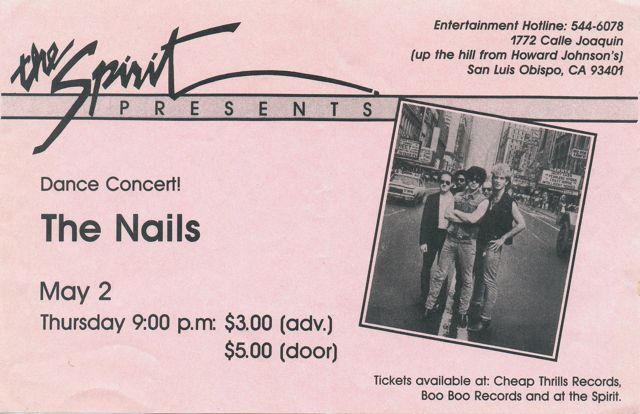 the Spirit
PRESENTS
Entertainment Hotline: 544-6078
1772 Calle Joaquin
(up the hill from Howard Johnson's)
San Luis Obispo, CA 93401
Dance Concert!
The Nails
May 2
Thursday 9:00 p.m: $3.00 (adv.)
$5.00 (door)
Tickets available at: Cheap Thrills Records,
Boo Boo Records and at the Spirit.